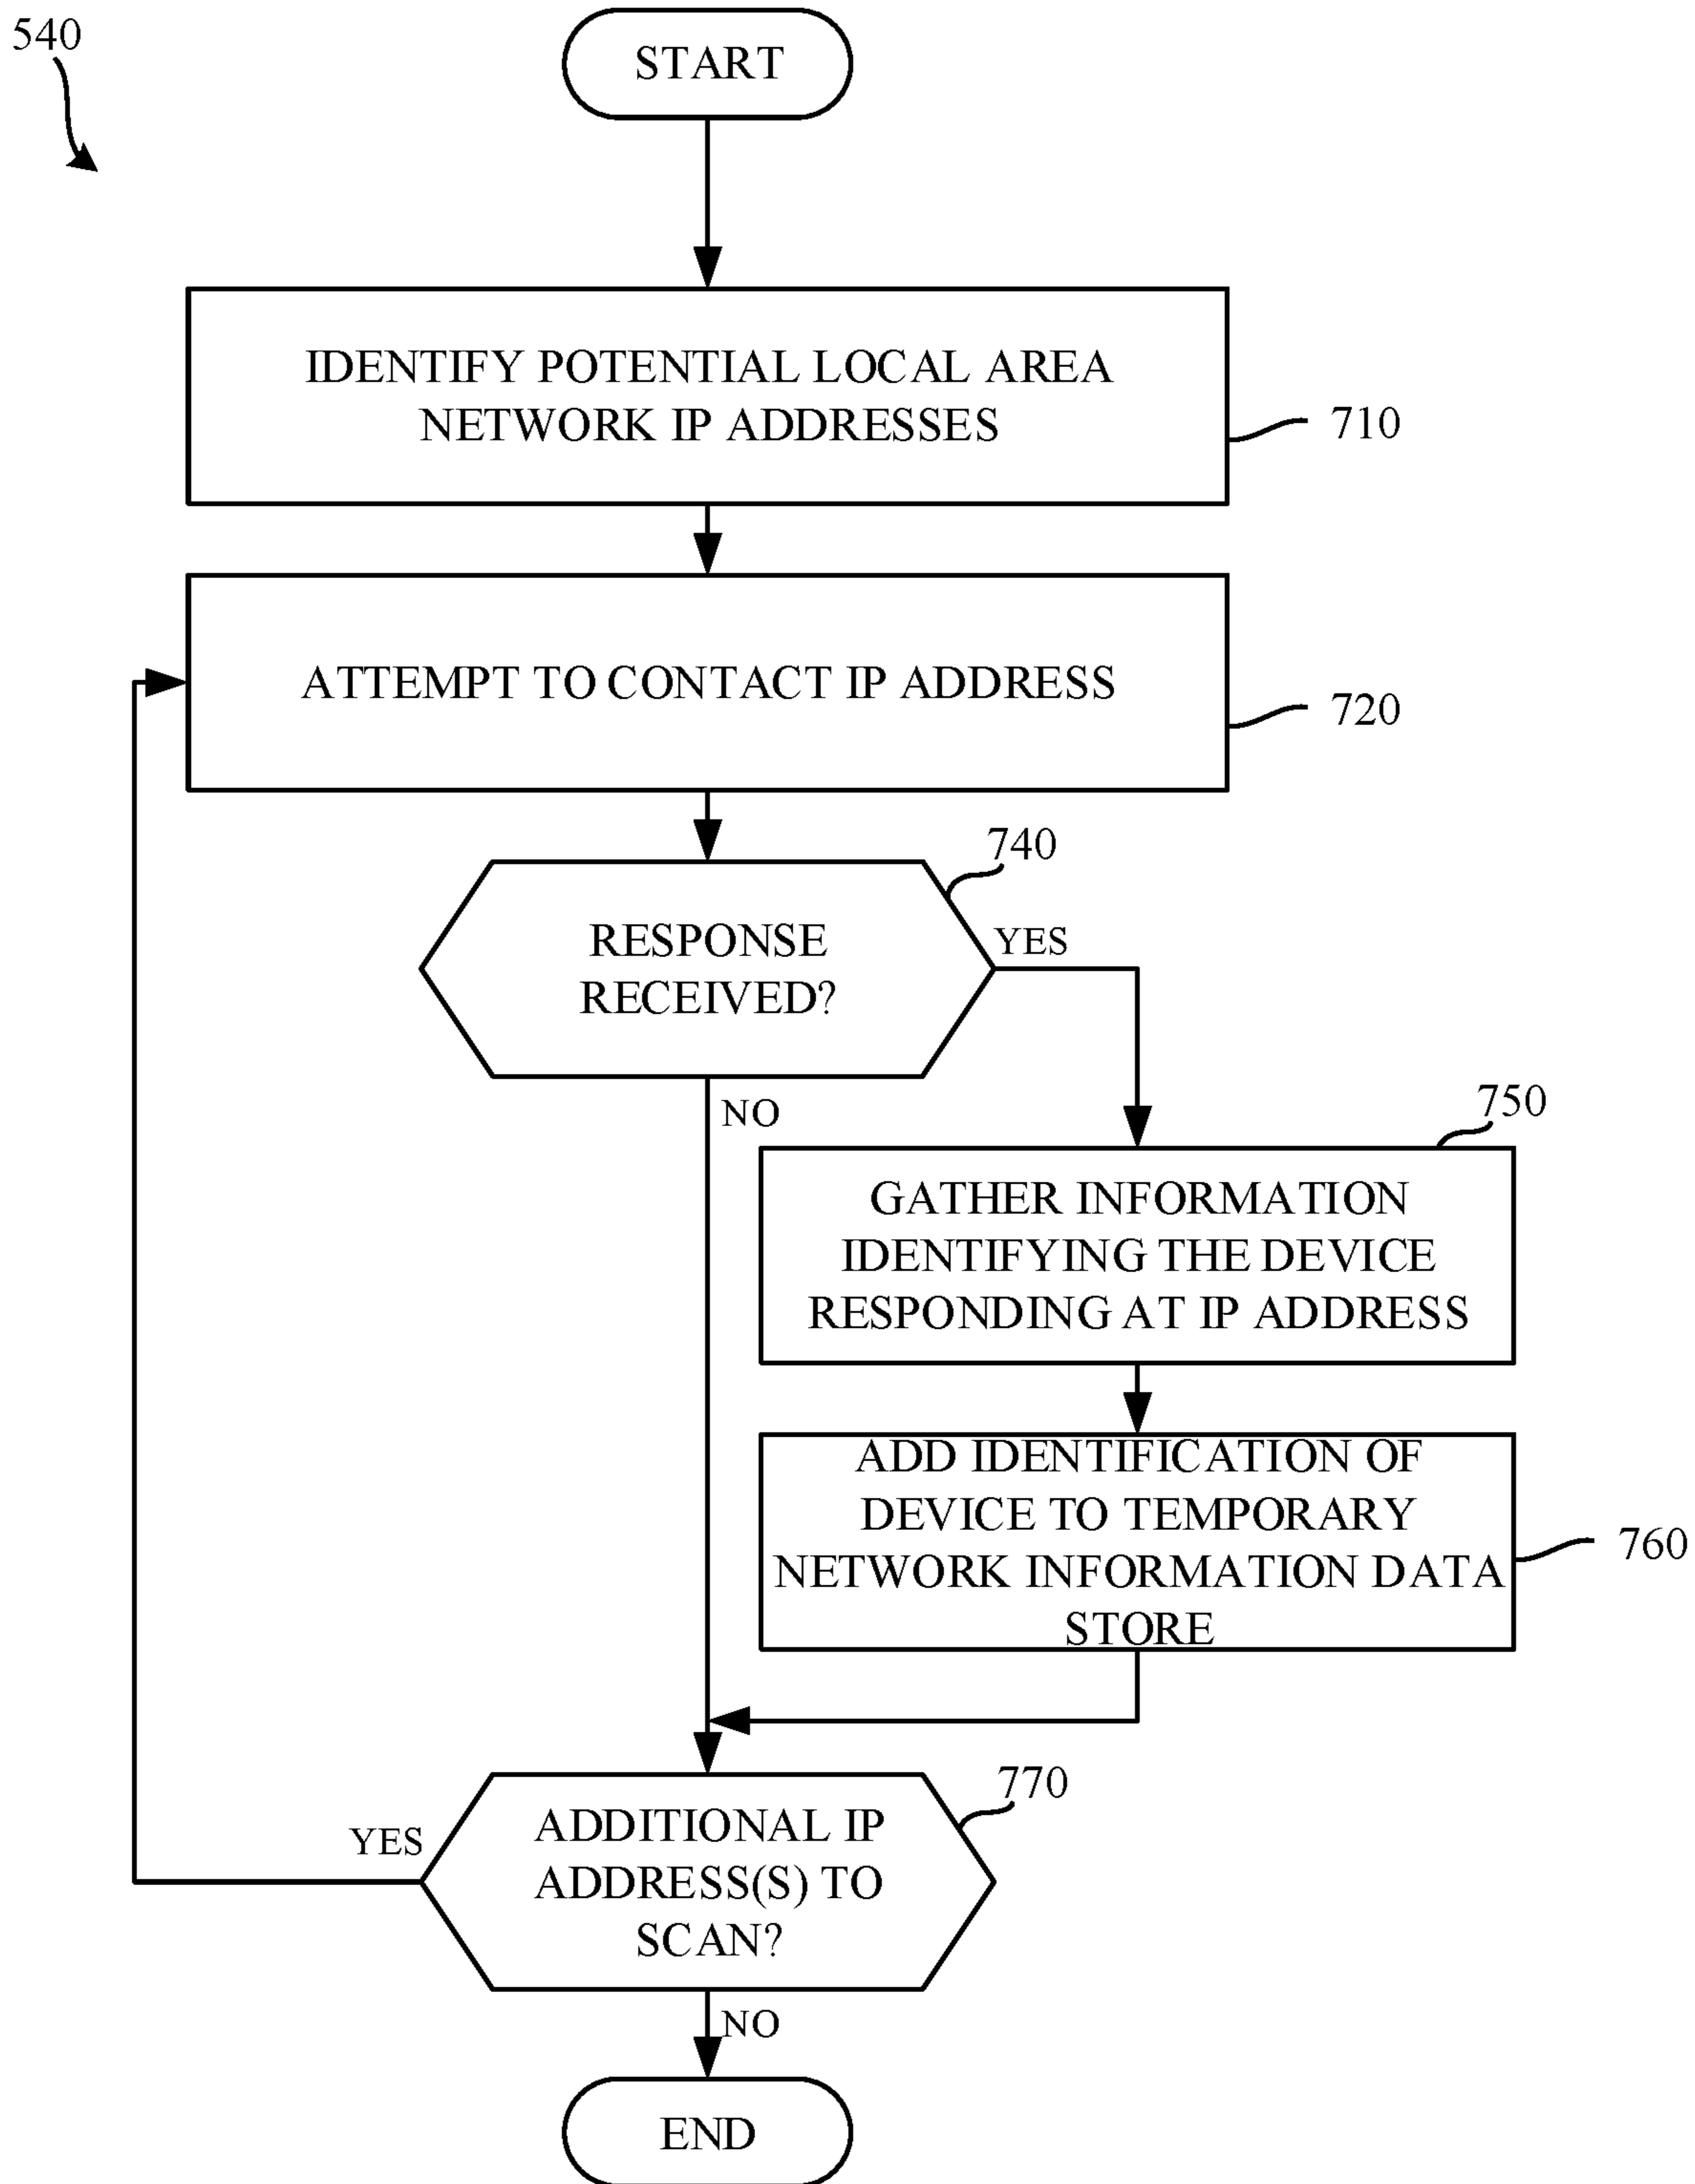 540
START
IDENTIFY POTENTIAL LOCAL AREA
NETWORK IP ADDRESSES
710
ATTEMPT TO CONTACT IP ADDRESS
720
740
RESPONSE
RECEIVED?
YES
NO
750
GATHER INFORMATION
IDENTIFYING THE DEVICE
RESPONDING AT IP ADDRESS
ADD IDENTIFICATION OF
DEVICE TO TEMPORARY
NETWORK INFORMATION DATA
STORE
760
770
YES
ADDITIONAL IP
ADDRESS(S) TO
SCAN?
NO
END